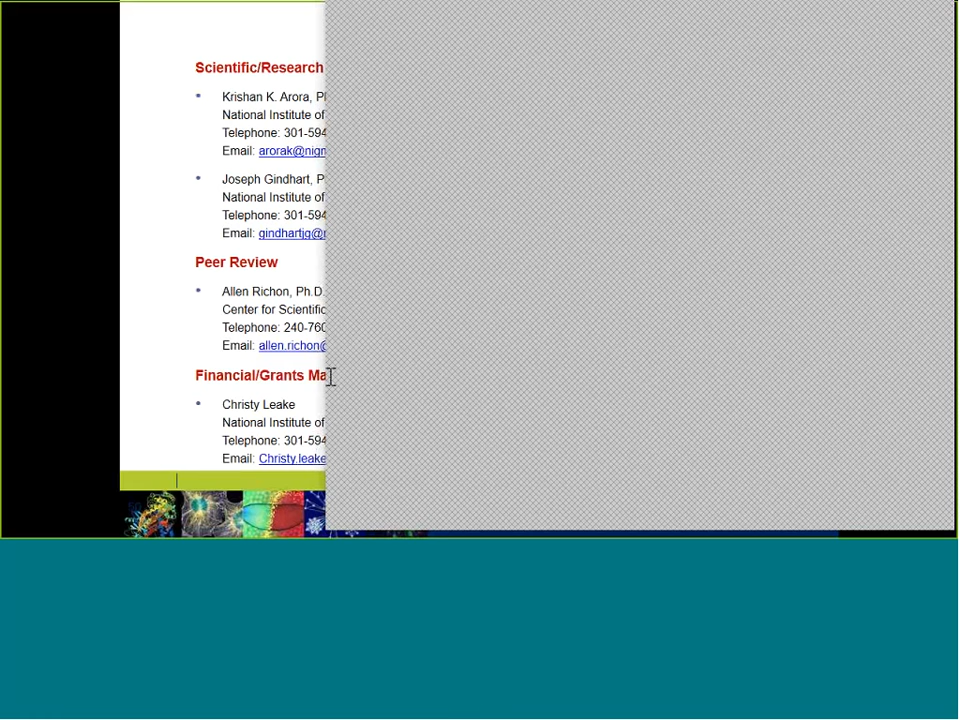 Scientific/Research
Krishan K. Arora,
National Institute of
Telephone: 301-594
Email: arorak@nigm
Joseph Gindhart,
National Institute of
Telephone: 301-594
Email: gindhartjg@
Peer Review
Allen Richon, Ph.D.
Center for Scientific
Telephone: 240-760
Email: allen.richon@
Financial/Grants Ma
Christy Leake
National Institute of
Telephone: 301-594
Email: Christy.leake